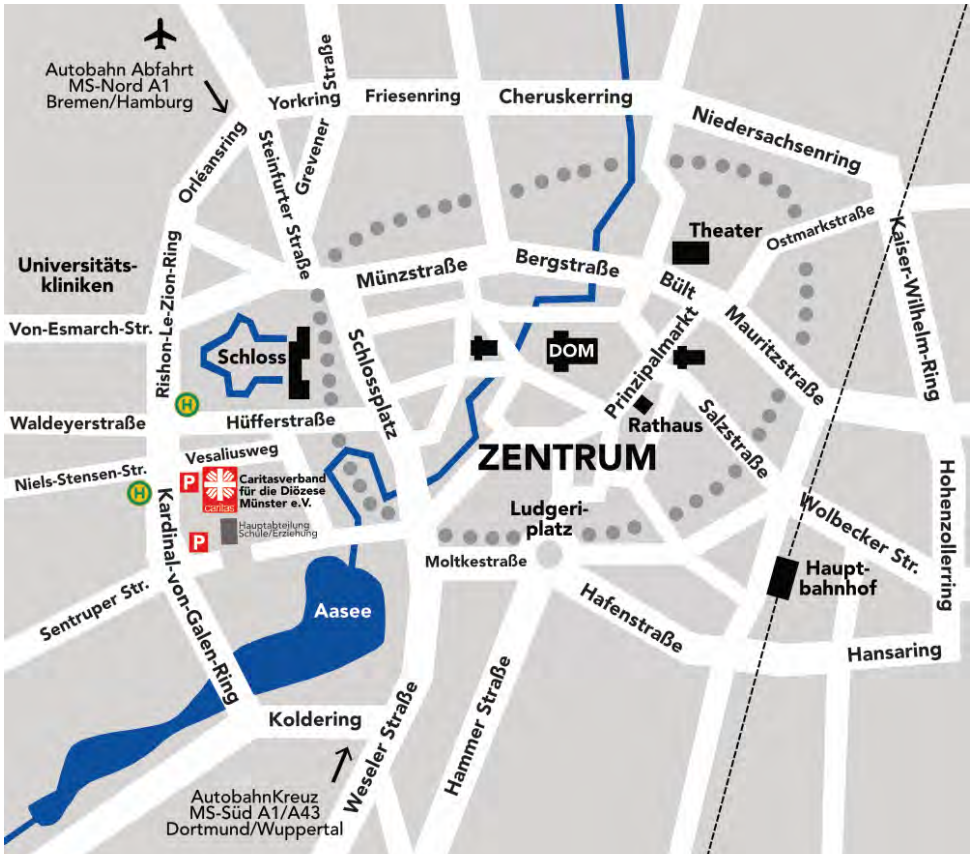 Autobahn Abfahrt
MS-Nord A1
Bremen/Hamburg
Yorkring
Grevener Straße
Friesenring
Cheruskerring
Niedersachsenring
Orléansring
Steinfurter Straße
Theater
Ostmarkstraße
Kaiser-Wilhelm-Ring
Universitäts-
kliniken
Münzstraße
Bergstraße
Bült
Mauritzstraße
Von-Esmarch-Str.
Rishon-Le-Zion-Ring
Schloss
Schlossplatz
DOM
Prinzipalmarkt
H
Waldeyerstraße
Hüfferstraße
Rathaus
Salzstraße
Vesaliusweg
ZENTRUM
Niels-Stensen-Str.
P
caritas
Caritasverband
für die Diözese
Münster e.V.
H
Kardinal-von-Galen-Ring
Hauptabteilung
Schule/Erziehung
P
Ludgeri-
platz
Wolbecker Str.
Hohenzollerring
Moltkestraße
Haupt-
bahnhof
Sentruper Str.
Aasee
Hafenstraße
Hansaring
Koldering
Weseler Straße
Hammer Straße
AutobahnKreuz
MS-Süd A1/A43
Dortmund/Wuppertal